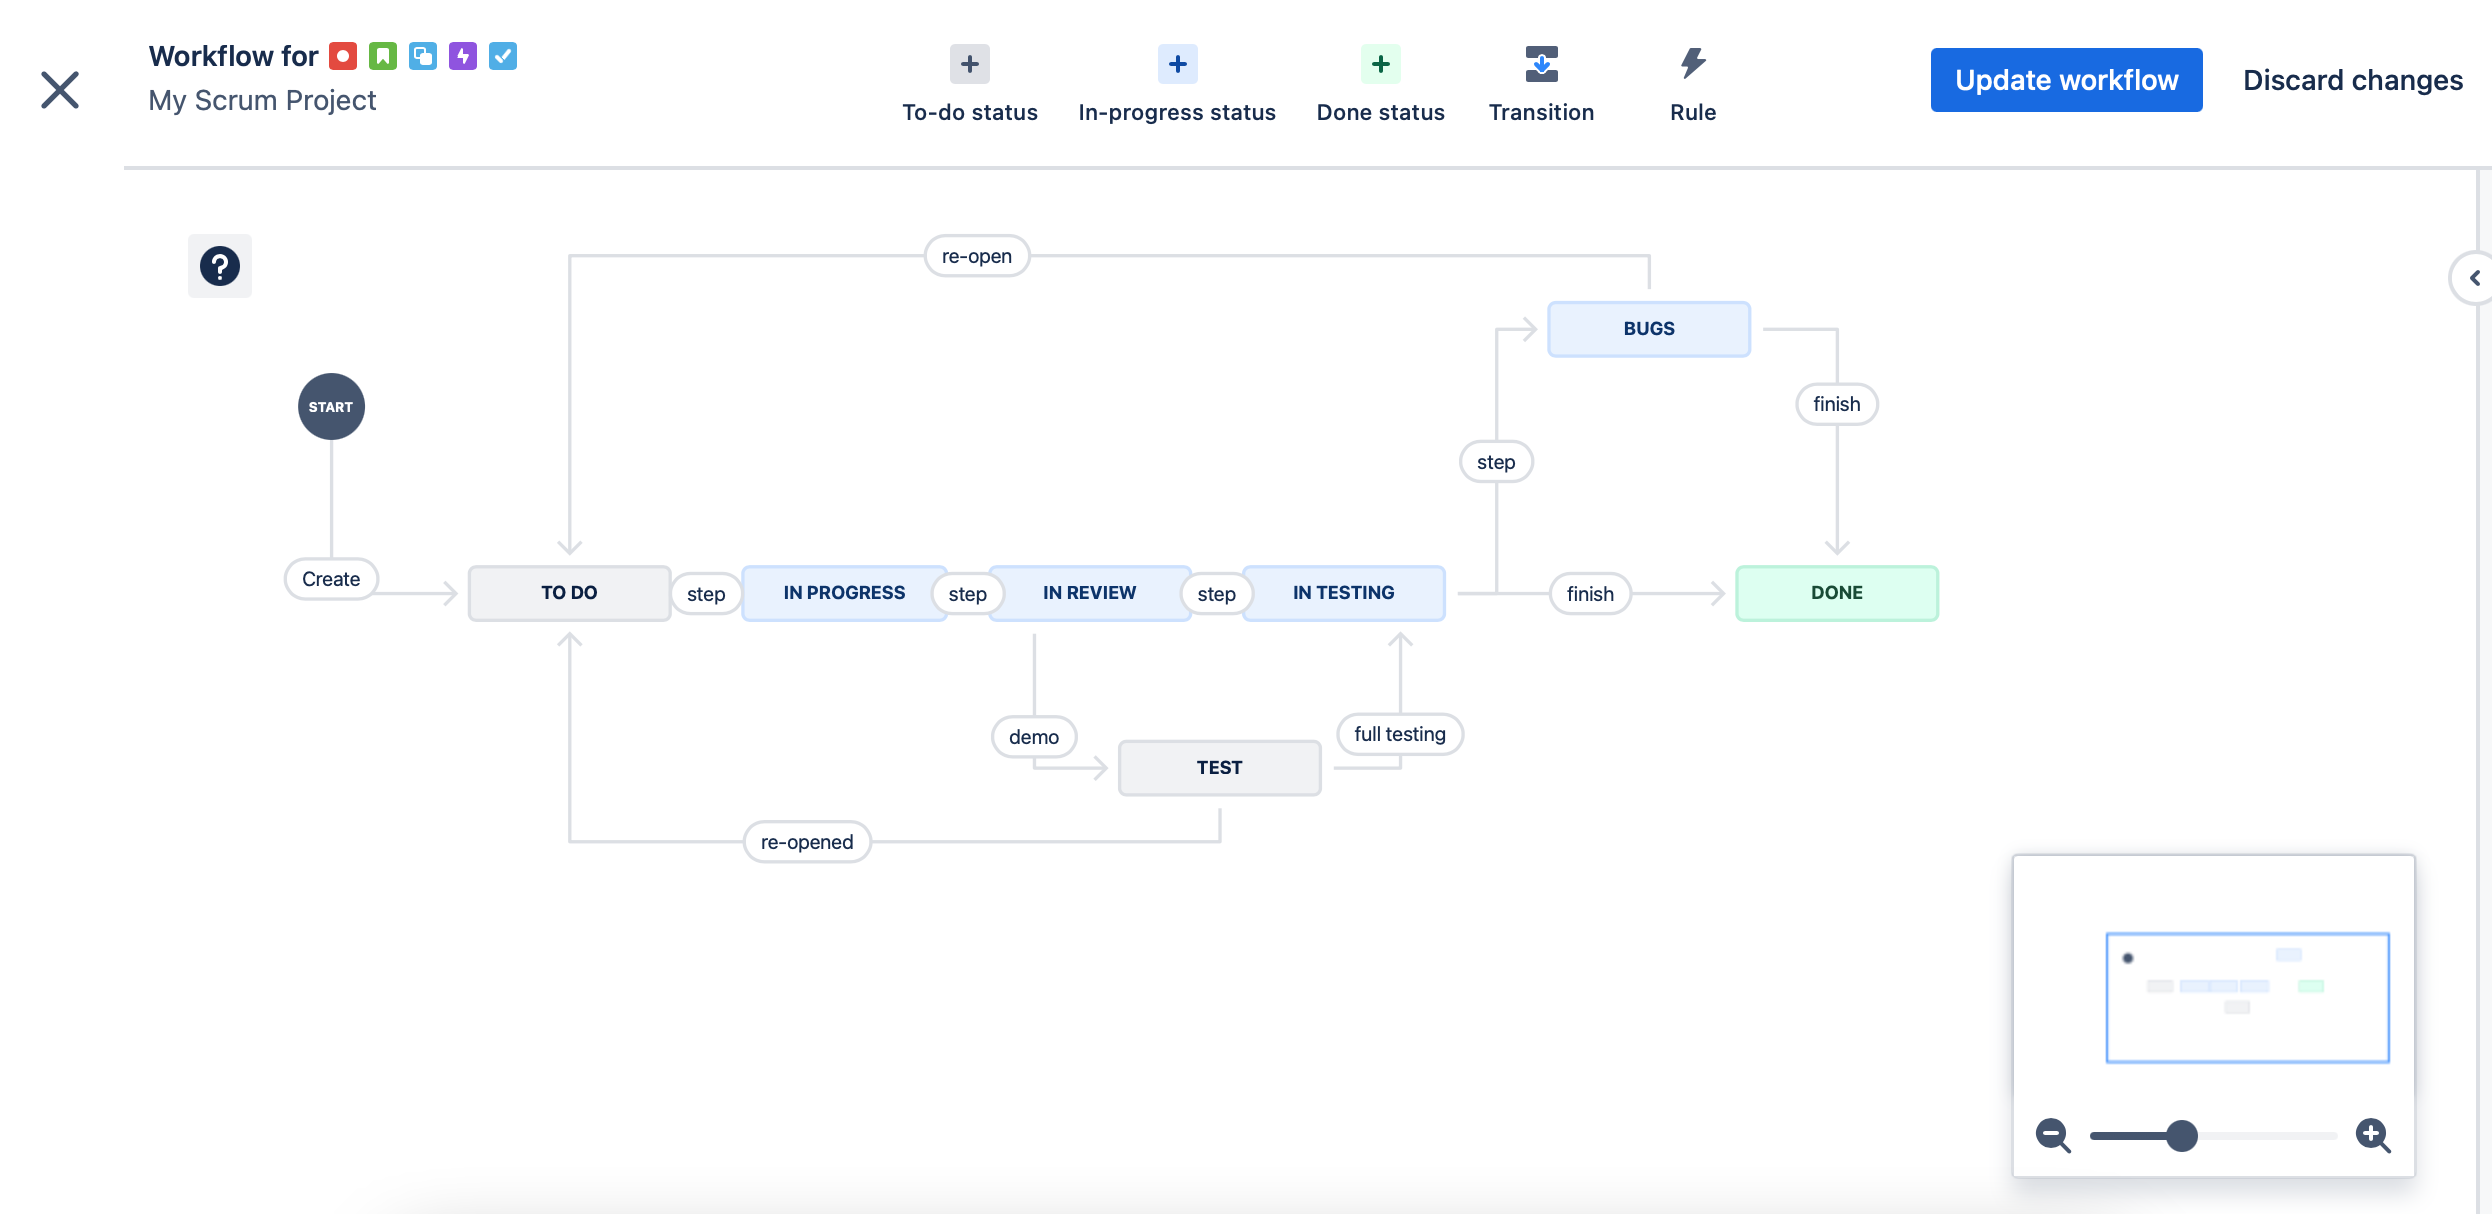 Workflow for
My Scrum Project
To-do status
In-progress status
Done status
Transition
Rule
Update workflow
Discard changes
re-open
BUGS
START
finish
step
Create
TO DO
step
IN PROGRESS
step
IN REVIEW
step
IN TESTING
finish
DONE
demo
full testing
TEST
re-opened